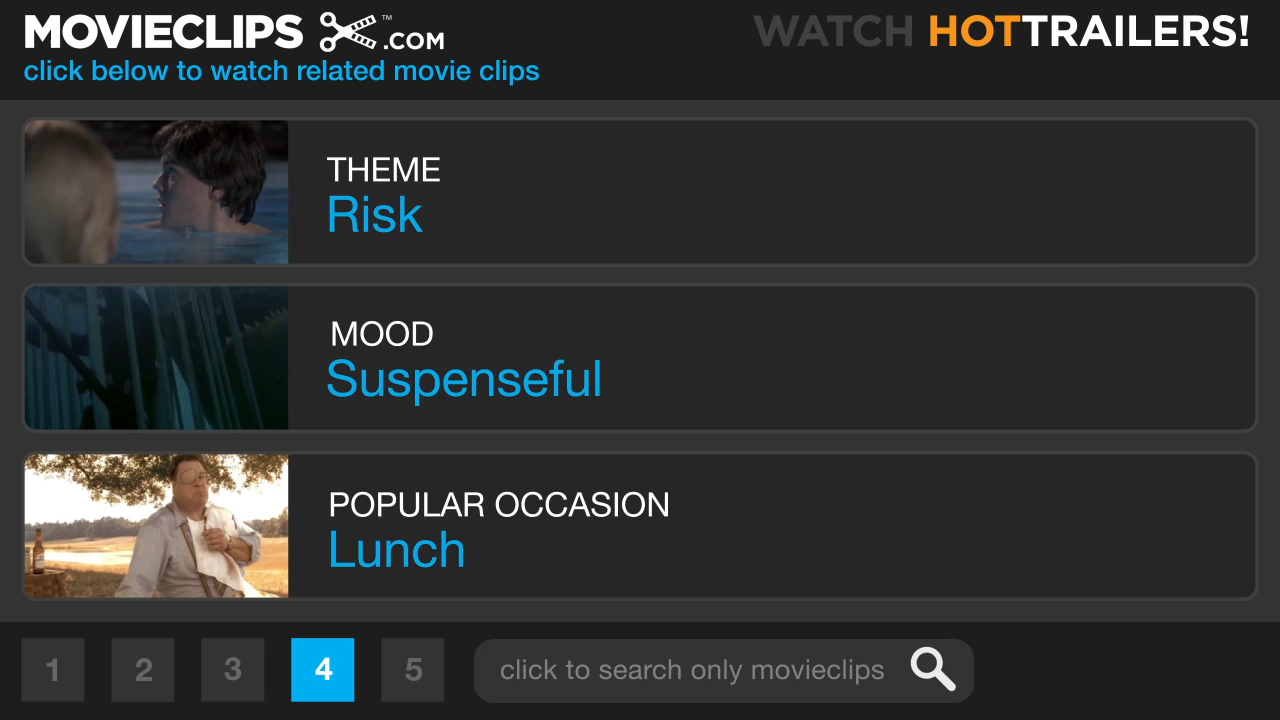 MOVIECLIPS ™ .COM
WATCH HOTTRAILERS!
click below to watch related movie clips
THEME
Risk
MOOD
Suspenseful
POPULAR OCCASION
Lunch
1 2 3 4 5 click to search only movieclips